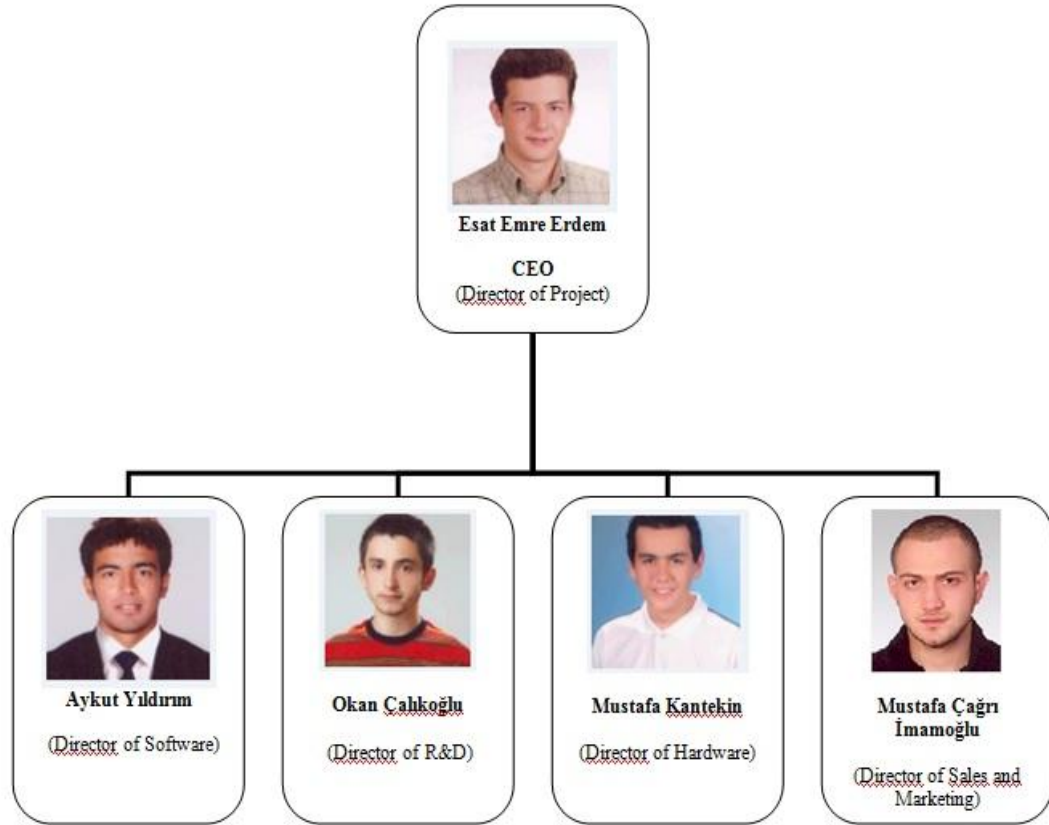 Esat Emre Erdem
CEO
(Director of Project)
Aykut Yıldırım
(Director of Software)
Okan Çalıkoğlu
(Director of R&D)
Mustafa Kantekin
(Director of Hardware)
Mustafa Çağrı
İmamoğlu
(Director of Sales and
Marketing)